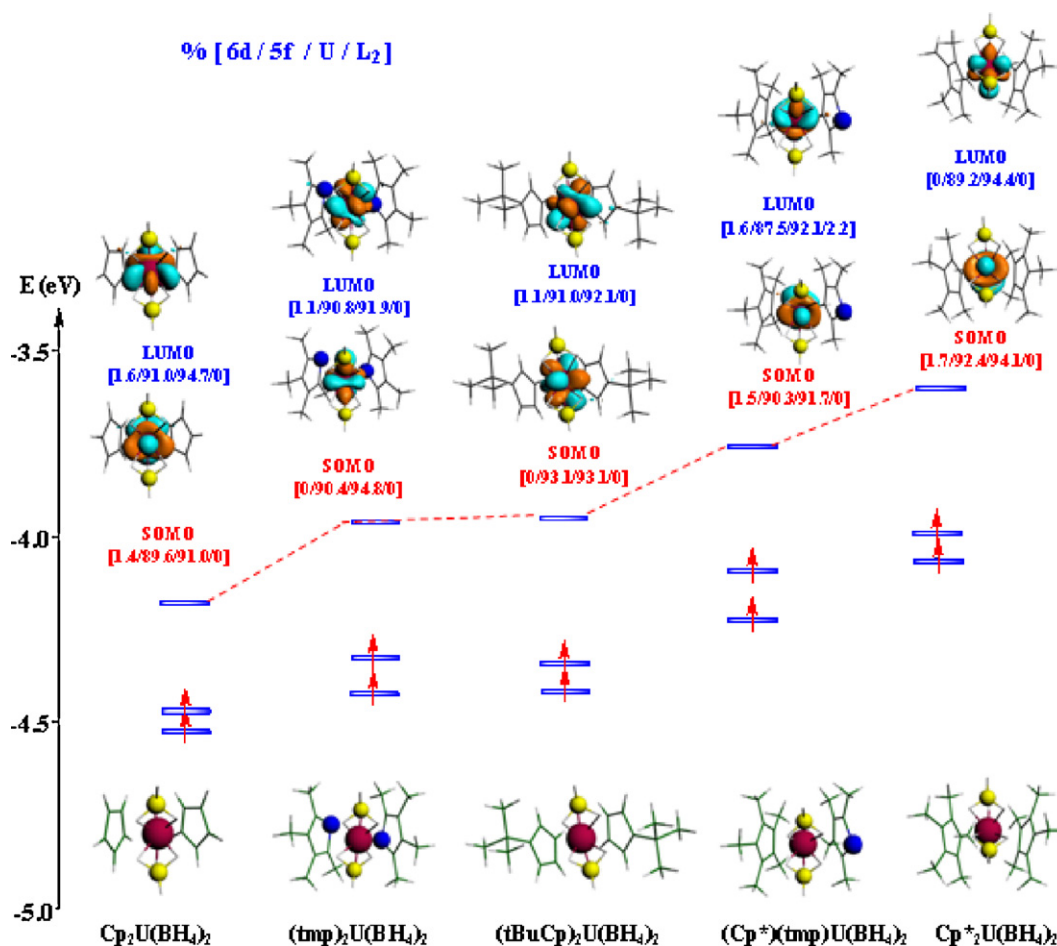 % [ 6d / 5f / U / L₂ ]
LUMO
[0/89.2/94.4/0]
LUMO
[1.6/87.5/92.1/2.2]
LUMO
[1.1/90.8/91.9/0]
LUMO
[1.1/91.0/92.1/0]
E (eV)
LUMO
[1.6/91.0/94.7/0]
SOMO
[1.7/92.4/94.1/0]
SOMO
[1.5/90.3/91.7/0]
SOMO
[0/90.4/94.8/0]
SOMO
[0/93.1/93.1/0]
SOMO
[1.4/89.6/91.0/0]
-3.5
-4.0
-4.5
-5.0
Cp₂U(BH₄)₂
(tmp)₂U(BH₄)₂
(tBuCp)₂U(BH₄)₂
(Cp*)(tmp)U(BH₄)₂
Cp*₂U(BH₄)₂